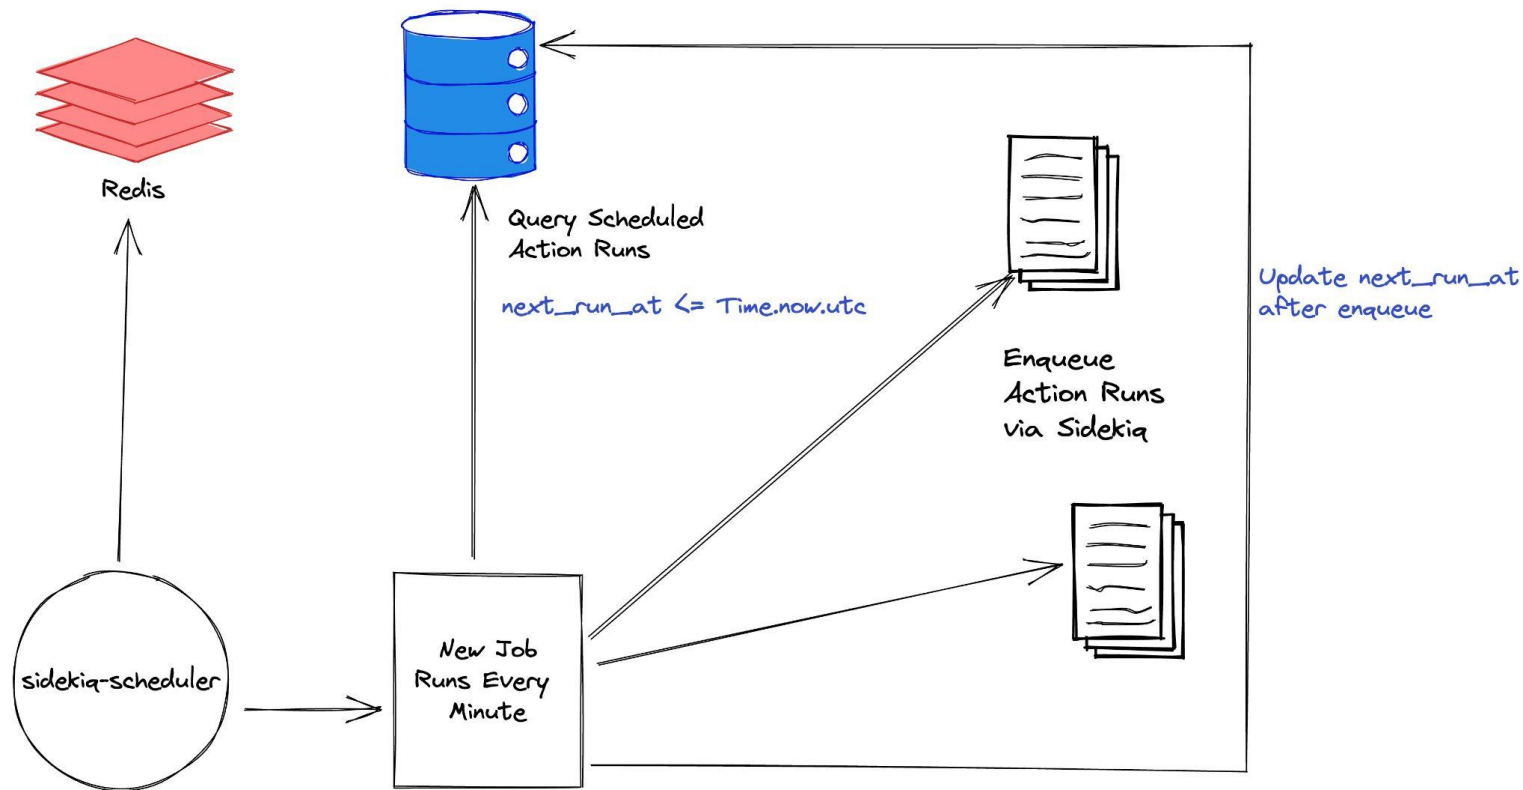 Redis
Query Scheduled
Action Runs
next_run_at <= Time.now.utc
Update next_run_at
after enqueue
Enqueue
Action Runs
via Sidekiq
sidekiq-scheduler
New Job
Runs Every
Minute